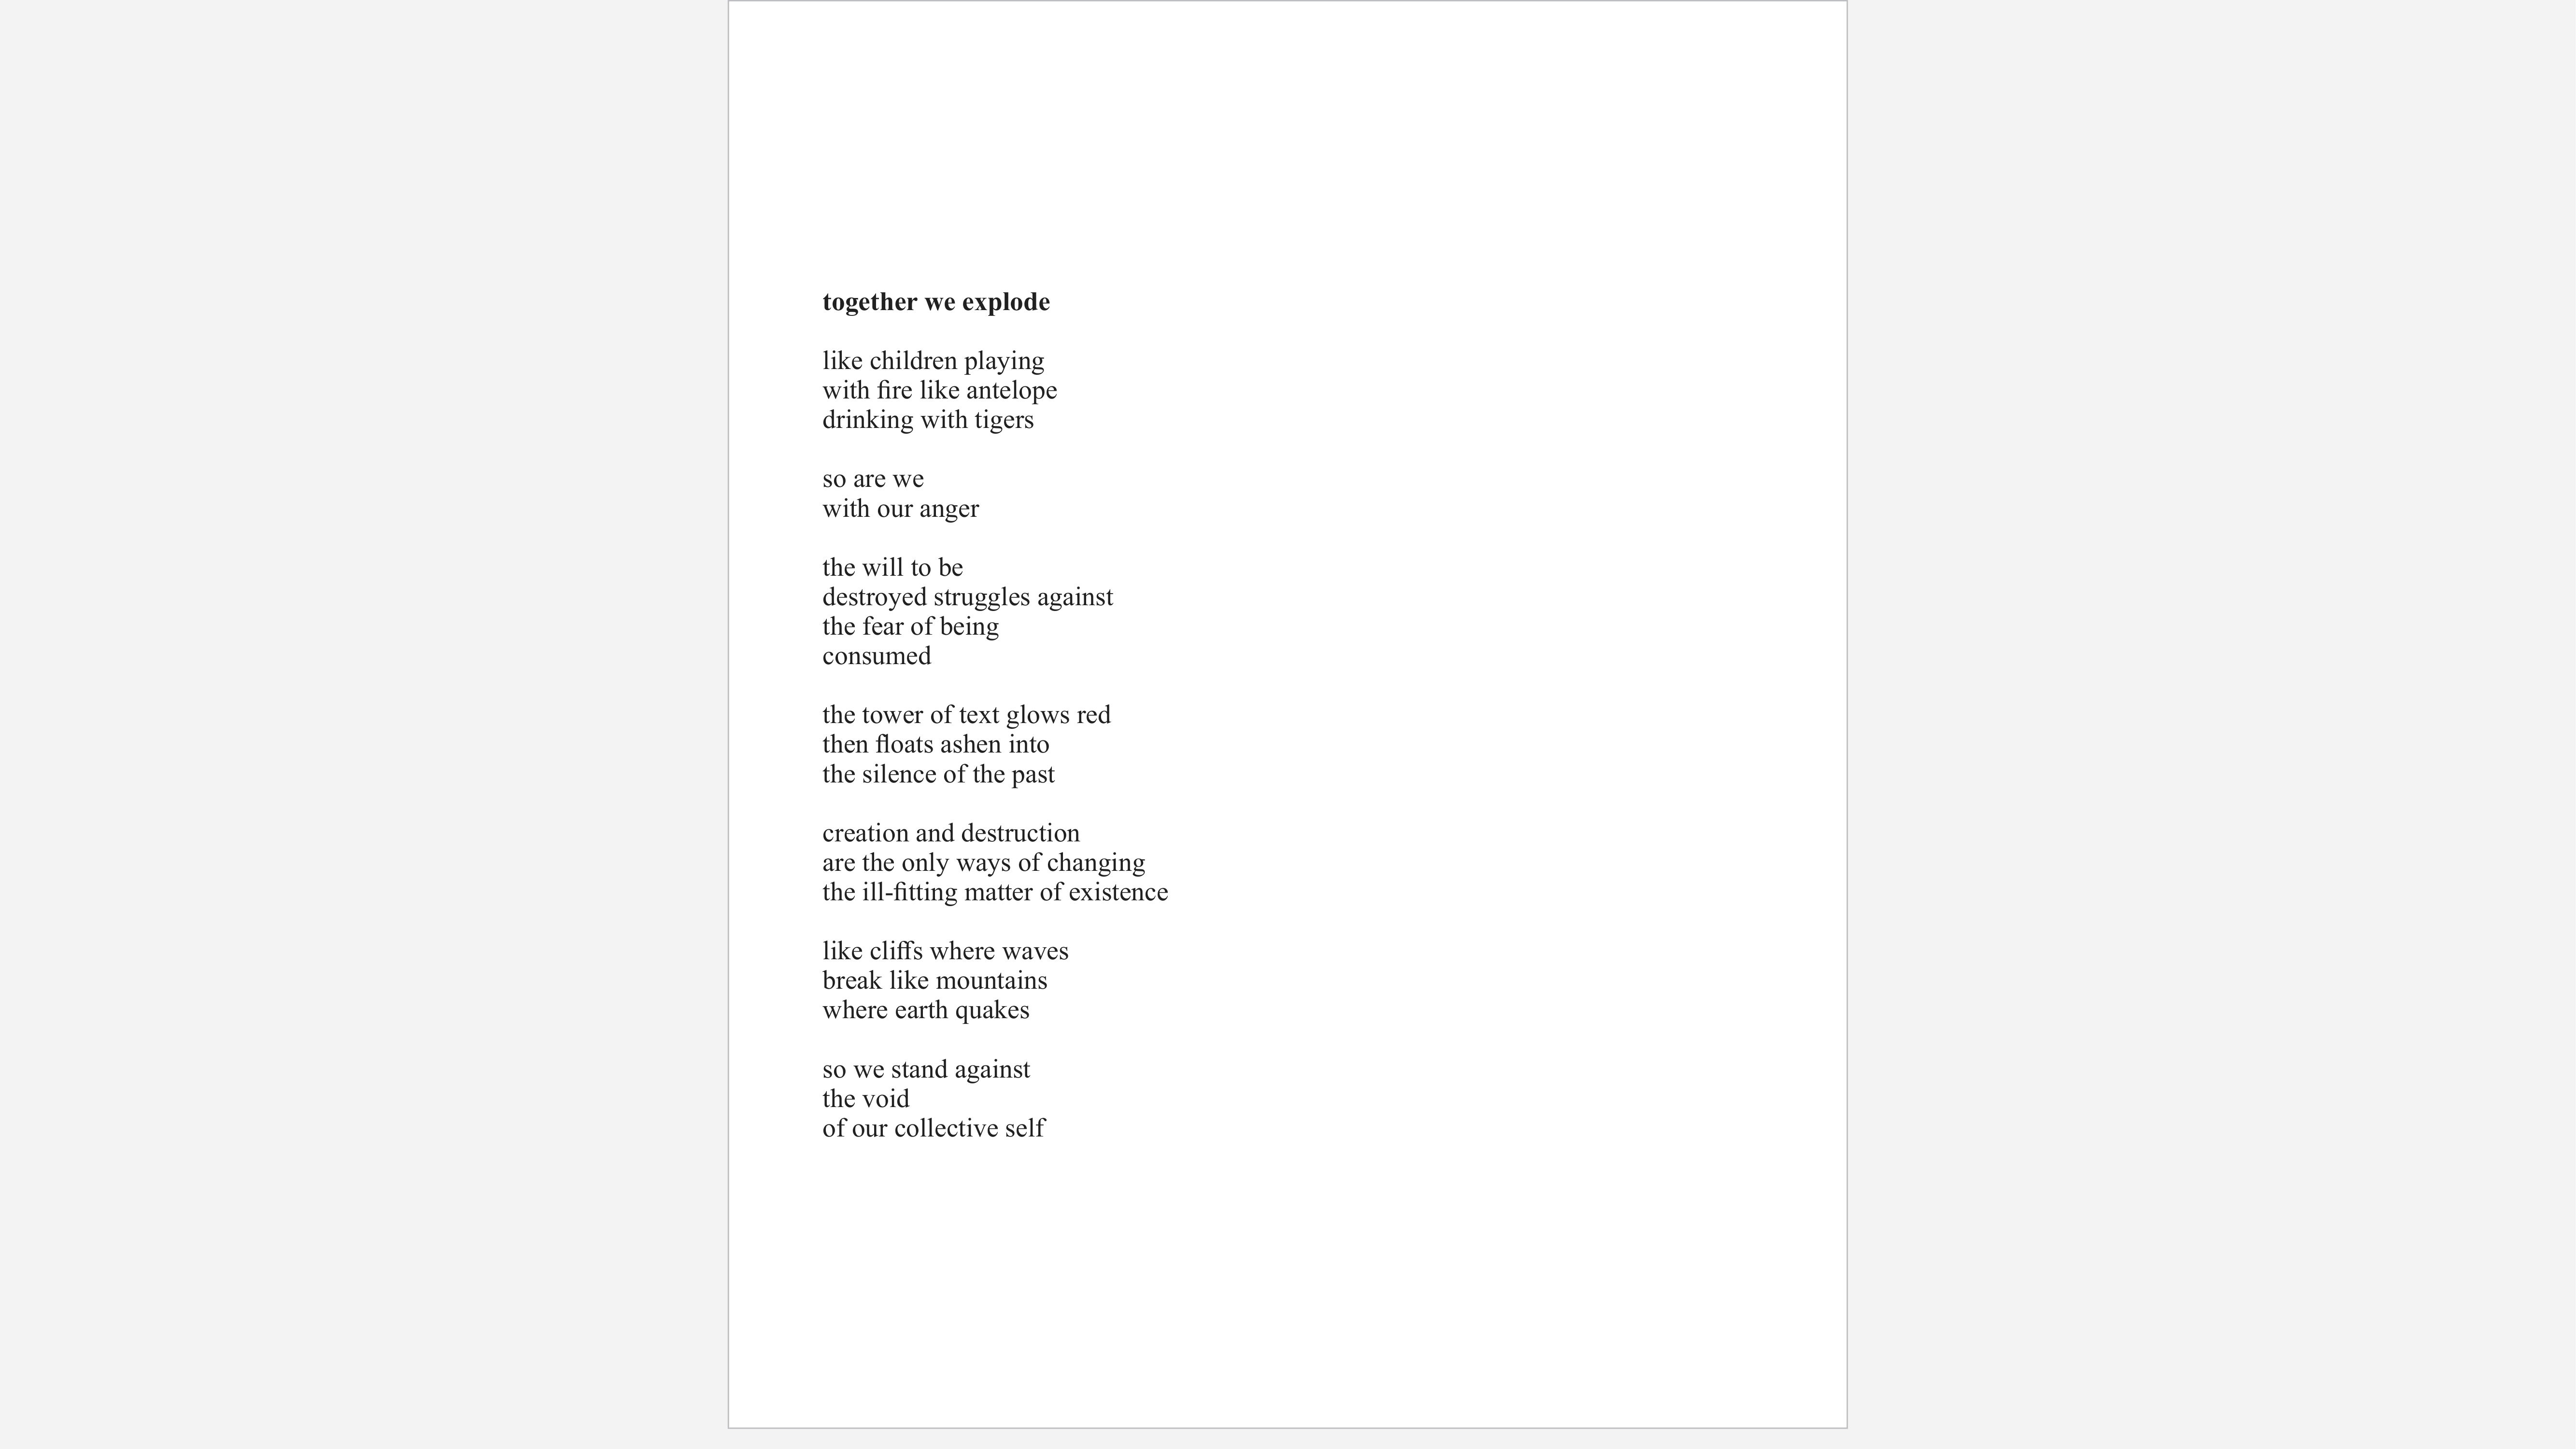 together we explode
like children playing
with fire like antelope
drinking with tigers
so are we
with our anger
the will to be
destroyed struggles against
the fear of being
consumed
the tower of text glows red
then floats ashen into
the silence of the past
creation and destruction
are the only ways of changing
the ill-fitting matter of existence
like cliffs where waves
break like mountains
where earth quakes
so we stand against
the void
of our collective self